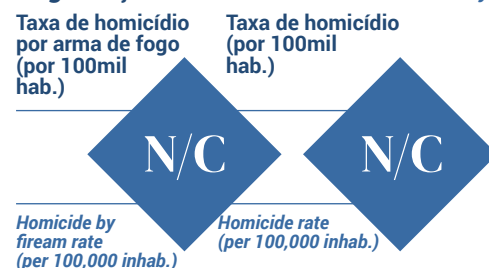 Taxa de homicídio
por arma de fogo
(por 100mil
hab.)
Taxa de homicídio
(por 100mil
hab.)
N/C
N/C
Homicide by
fiream rate
(per 100,000 inhab.)
Homicide rate
(per 100,000 inhab.)